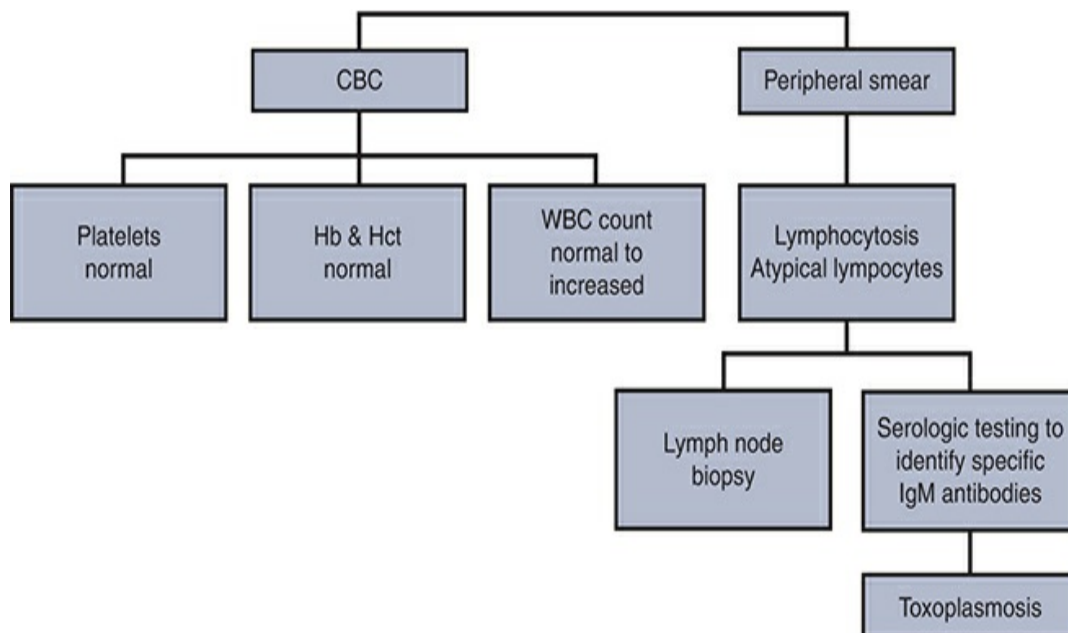 CBC
Peripheral smear
Platelets
normal
Hb & Hct
normal
WBC count
normal to
increased
Lymphocytosis
Atypical lympocytes
Lymph node
biopsy
Serologic testing to
identify specific
IgM antibodies
Toxoplasmosis